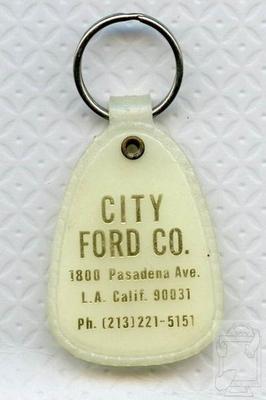 CITY
FORD CO.
1800 Pasadena Ave.
L.A. Calif. 90031
Ph. (213)221-5151